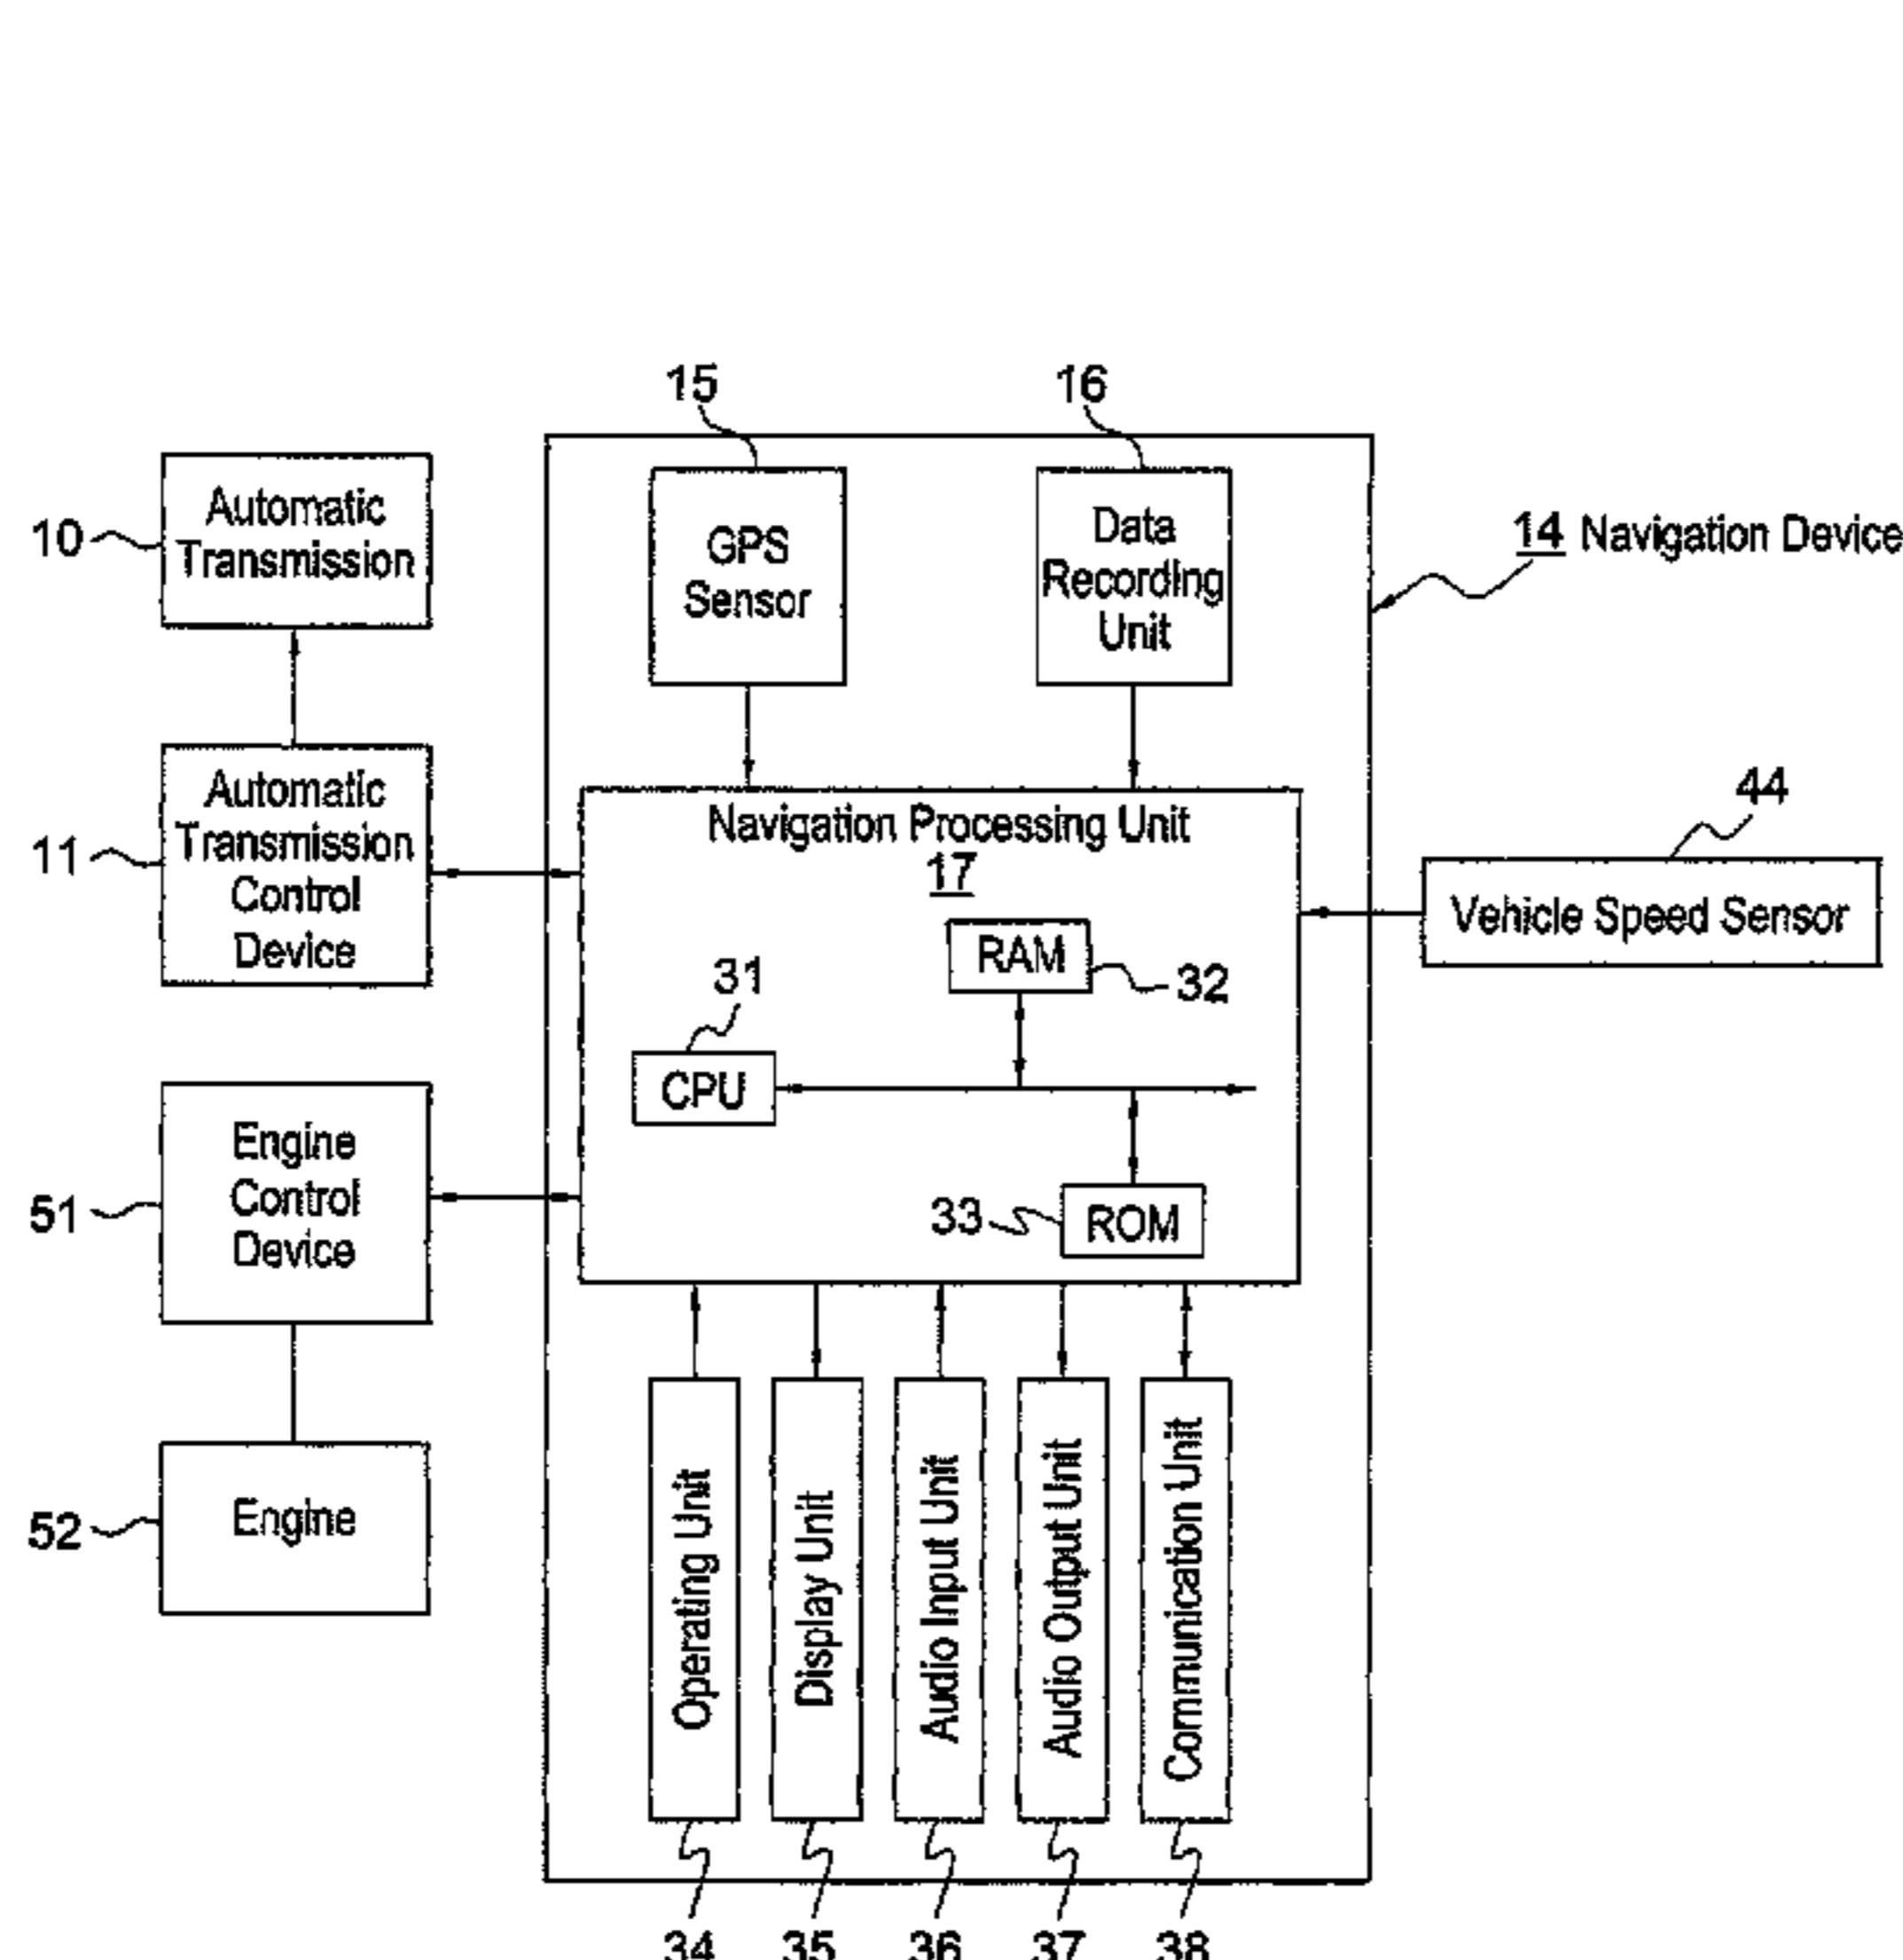 15
16
10
Automatic
Transmission
GPS
Sensor
Data
Recording
Unit
14 Navigation Device
11
Automatic
Transmission
Control
Device
Navigation Processing Unit
17
44
Vehicle Speed Sensor
RAM
32
31
CPU
33
ROM
51
Engine
Control
Device
52
Engine
Operating Unit
Display Unit
Audio Input Unit
Audio Output Unit
Communication Unit
34
35
36
37
38